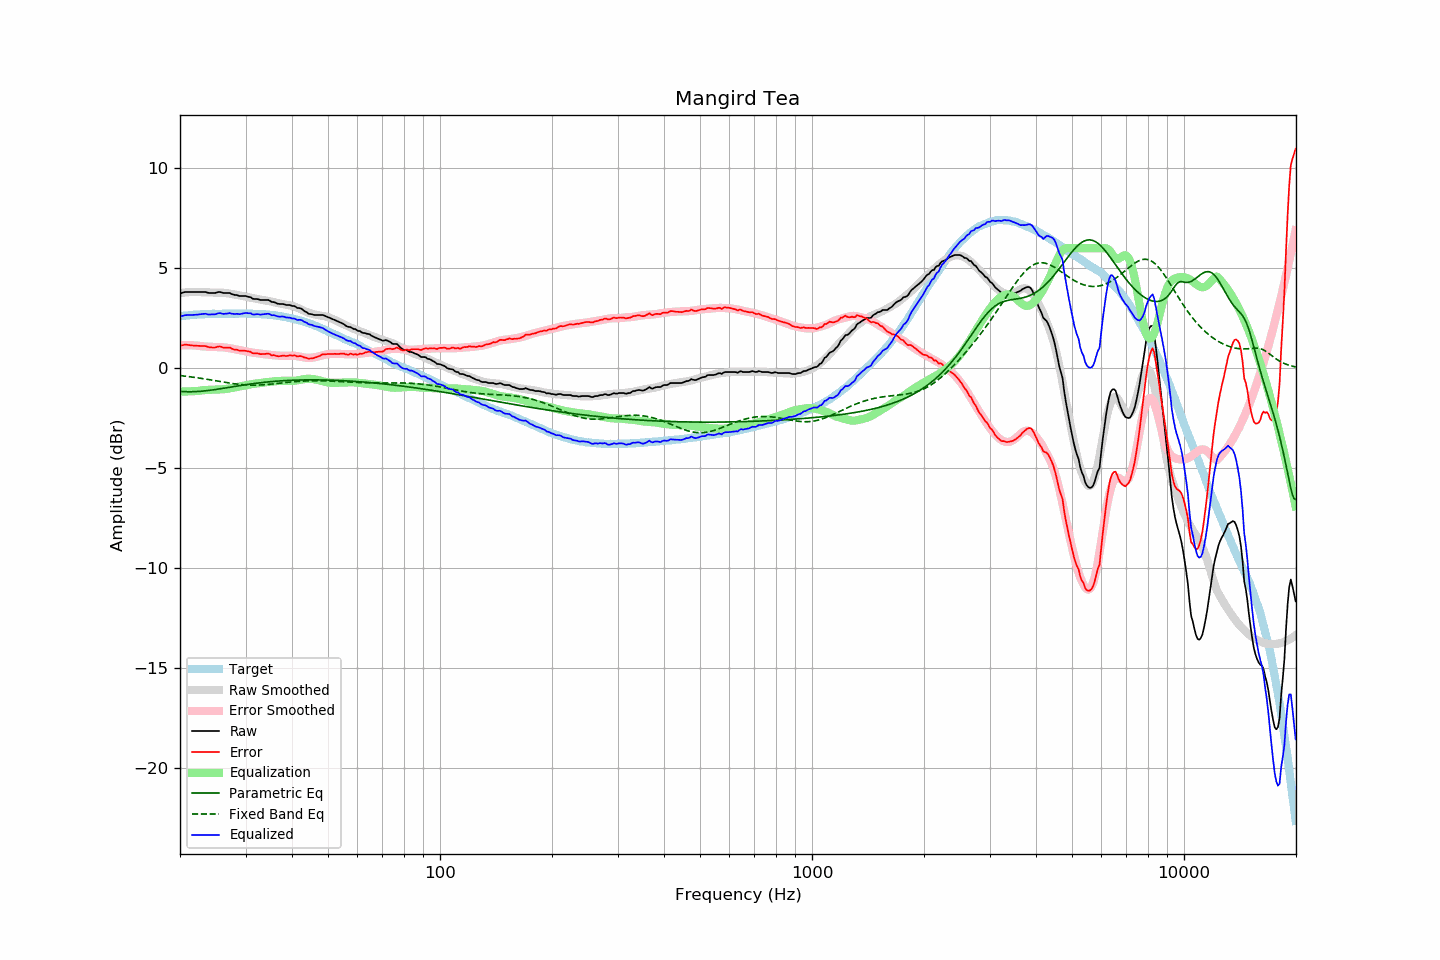 Mangird Tea
Amplitude (dBr)
10
5
0
−5
−10
−15
−20
Target
Raw Smoothed
Error Smoothed
Raw
Error
Equalization
Parametric Eq
Fixed Band Eq
Equalized
100
1000
10000
Frequency (Hz)